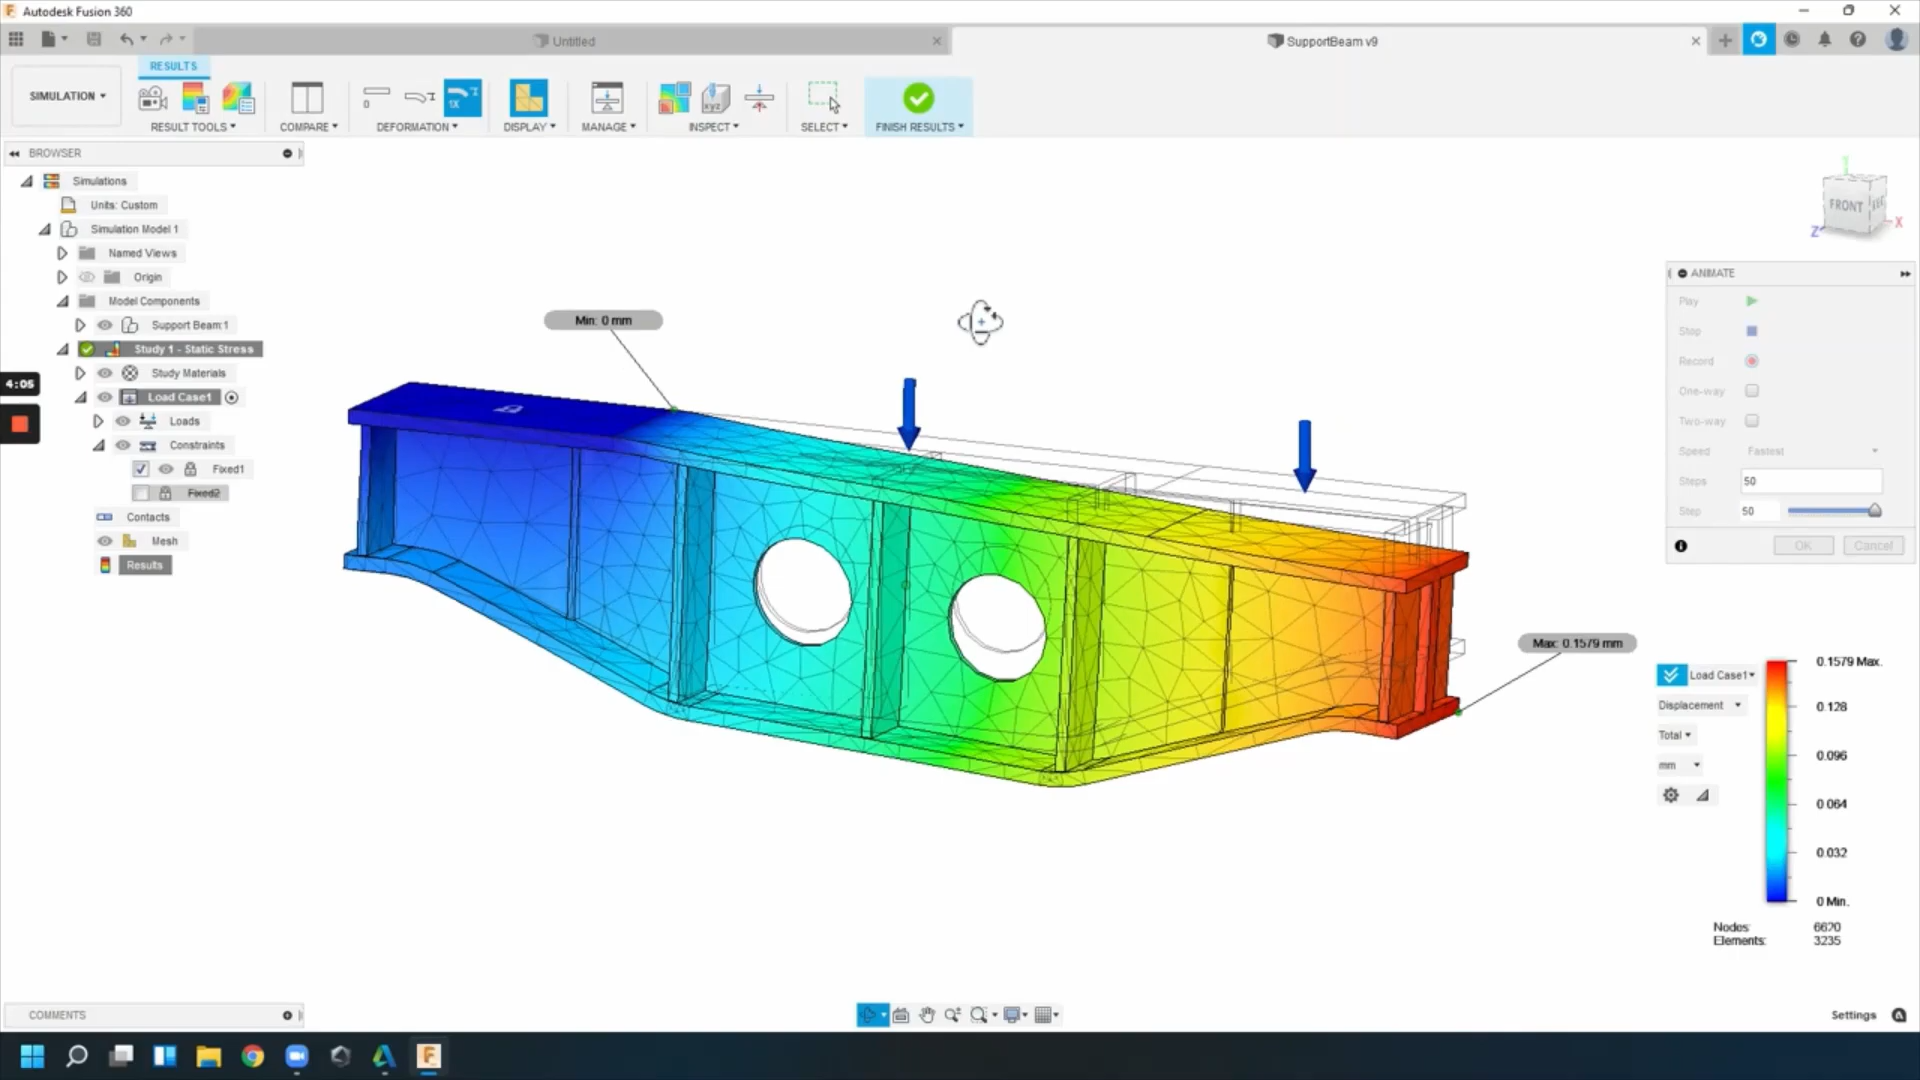 Autodesk Fusion 360
Untitled
SupportBeam v9
RESULTS
SIMULATION
0
1X
xyz
RESULT TOOLS
COMPARE
DEFORMATION
DISPLAY
MANAGE
INSPECT
SELECT
FINISH RESULTS
BROWSER
Simulations
Units: Custom
Simulation Model 1
Named Views
Origin
Model Components
Support Beam:1
Study 1 - Static Stress
Study Materials
Load Case1
Loads
Constraints
Fixed1
Fixed2
Contacts
Mesh
Results
4:05
Min: 0 mm
Max: 0.1579 mm
FRONT
X
Z
ANIMATE
Play
Stop
Record
One-way
Two-way
Speed Fastest
Steps 50
Step 50
OK Cancel
Load Case1
Displacement
Total
mm
0.1579 Max.
0.128
0.096
0.064
0.032
0 Min.
Nodes: 6620
Elements: 3235
COMMENTS
Settings